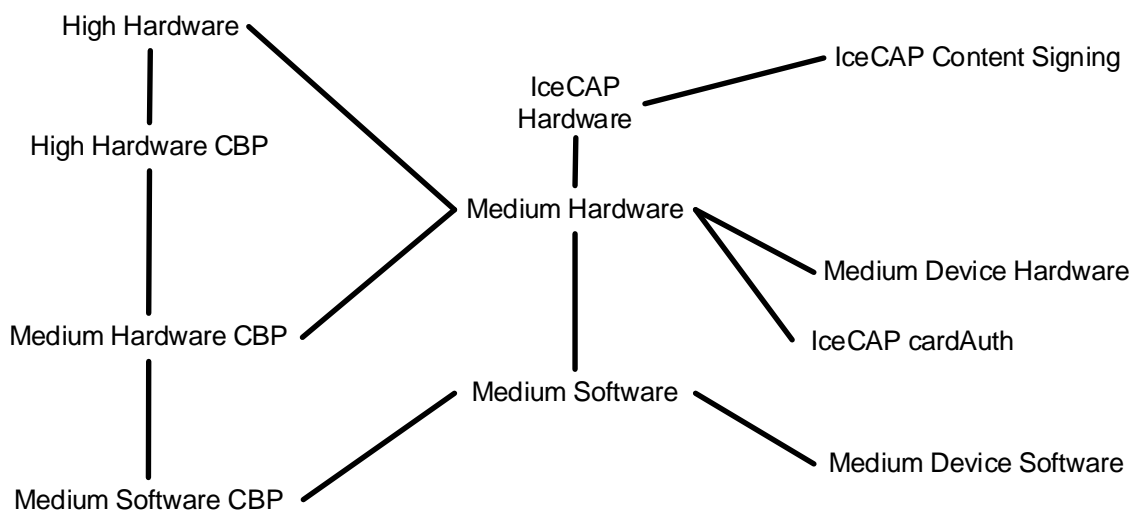 High Hardware
IceCAP Content Signing
IceCAP
Hardware
High Hardware CBP
Medium Hardware
Medium Device Hardware
Medium Hardware CBP
IceCAP cardAuth
Medium Software
Medium Device Software
Medium Software CBP